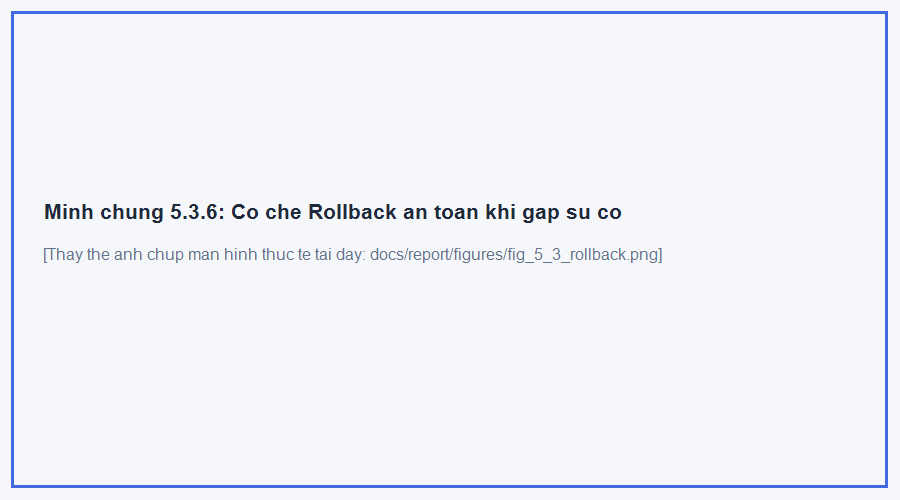 Minh chung 5.3.6: Co che Rollback an toan khi gap su co
[Thay the anh chup man hinh thuc te tai day: docs/report/figures/fig_5_3_rollback.png]